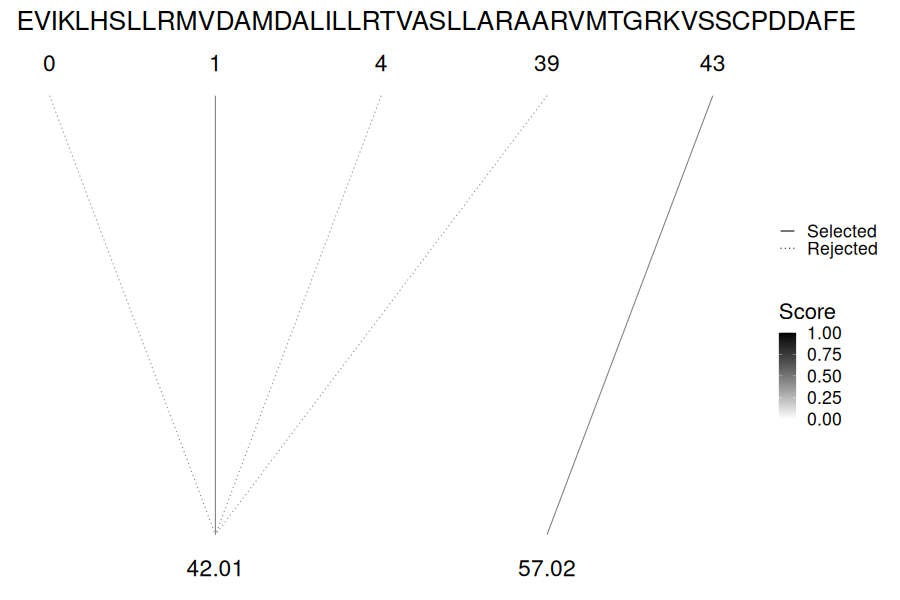 EVIKLHSLLRMVDAMDALILLRTVASLLARAARVMTGRKVSSCPDDAFE
0 1 4 39 43
Selected
Rejected
Score
1.00
0.75
0.50
0.25
0.00
42.01 57.02